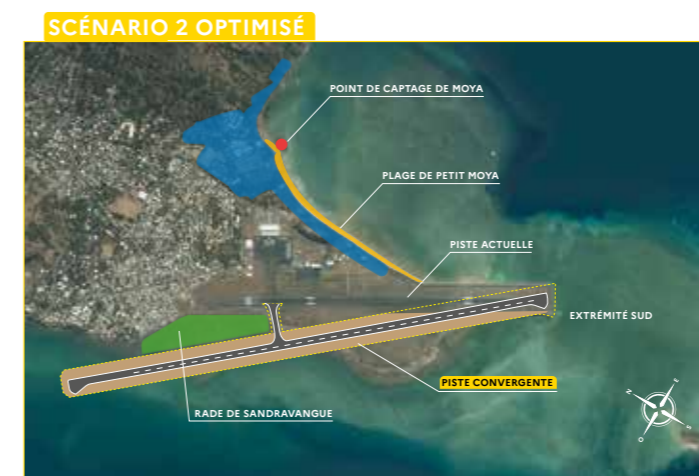 SCÉNARIO 2 OPTIMISÉ
POINT DE CAPTAGE DE MOYA
PLAGE DE PETIT MOYA
PISTE ACTUELLE
EXTRÉMITÉ SUD
PISTE CONVERGENTE
RADE DE SANDRAVANGUE
N
E
O
S